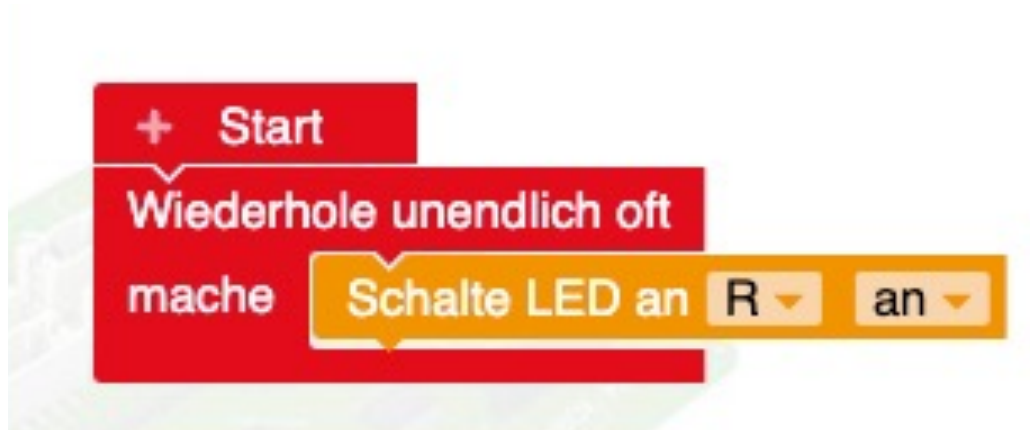 + Start
Wiederhole unendlich oft
mache Schalte LED an R an